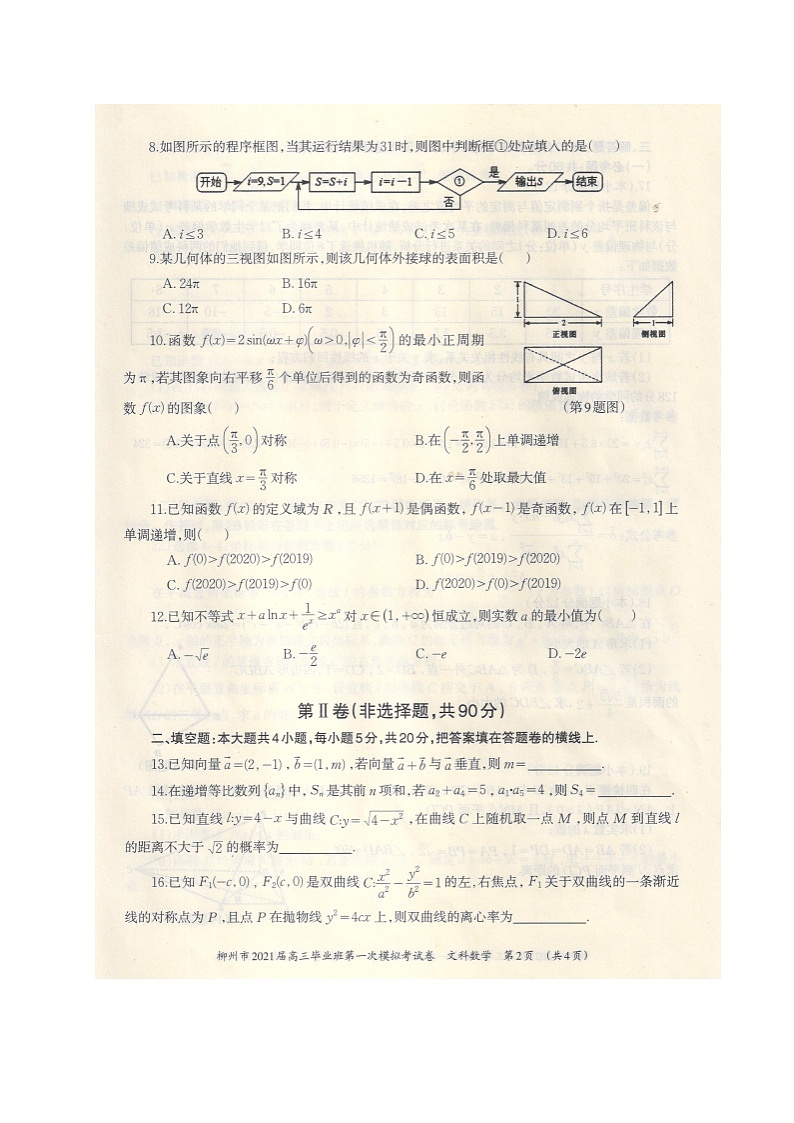 8.如图所示的程序框图,当其运行结果为31时,则图中判断框①处应填入的是( )
开始 i=9,S=1 S=S+i i=i-1 ① 是 输出S 结束
否
A. i≤3 B. i≤4 C. i≤5 D. i≤6
9.某几何体的三视图如图所示,则该几何体外接球的表面积是( )
A. 24π B. 16π
C. 12π D. 6π
1 2 1
正视图 侧视图
俯视图
(第9题图)
10.函数 f(x)=2sin(ωx+φ)(ω>0,|φ|<π/2) 的最小正周期
为π,若其图象向右平移 π/6 个单位后得到的函数为奇函数,则函
数 f(x) 的图象( )
A.关于点(π/3,0)对称 B.在(-π/2,π/2)上单调递增
C.关于直线 x=π/3 对称 D.在 x=π/6 处取最大值
11.已知函数 f(x) 的定义域为 R ,且 f(x+1) 是偶函数, f(x-1) 是奇函数, f(x) 在 [-1,1] 上
单调递增,则( )
A. f(0)>f(2020)>f(2019) B. f(0)>f(2019)>f(2020)
C. f(2020)>f(2019)>f(0) D. f(2020)>f(0)>f(2019)
12.已知不等式 x+alnx+1/eˣ≥xᵃ 对 x∈(1,+∞) 恒成立,则实数 a 的最小值为( )
A. -√e B. -e/2 C. -e D. -2e
第Ⅱ卷(非选择题,共90分)
二、填空题:本大题共4小题,每小题5分,共20分,把答案填在答题卷的横线上.
13.已知向量 a⃗=(2,-1), b⃗=(1,m),若向量 a⃗+b⃗ 与 a⃗ 垂直,则 m=__________.
14.在递增等比数列{aₙ}中, Sₙ 是其前 n 项和,若 a₂+a₄=5 , a₁·a₅=4 ,则 S₄=__________.
15.已知直线 l:y=4-x 与曲线 C:y=√(4-x²) ,在曲线 C 上随机取一点 M ,则点 M 到直线 l
的距离不大于 √2 的概率为__________.
16.已知 F₁(-c,0) , F₂(c,0) 是双曲线 C:x²/a²-y²/b²=1 的左,右焦点, F₁ 关于双曲线的一条渐近
线的对称点为 P ,且点 P 在抛物线 y²=4cx 上,则双曲线的离心率为__________.
柳州市2021届高三毕业班第一次模拟考试卷 文科数学 第2页 (共4页)